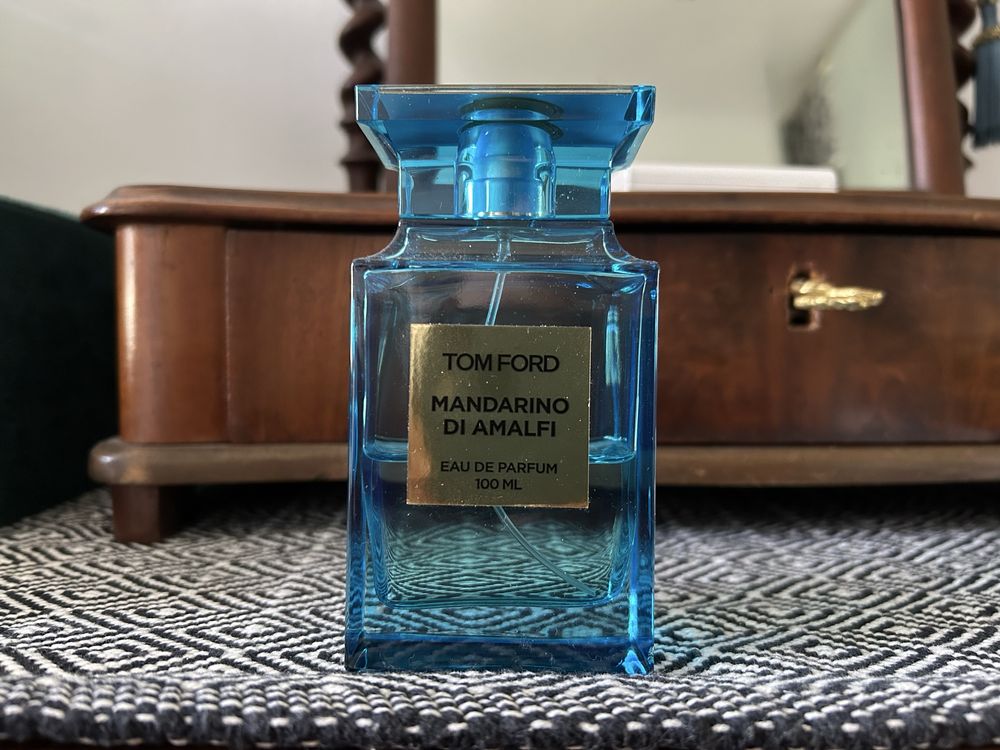 TOM FORD
MANDARINO
DI AMALFI
EAU DE PARFUM
100 ML